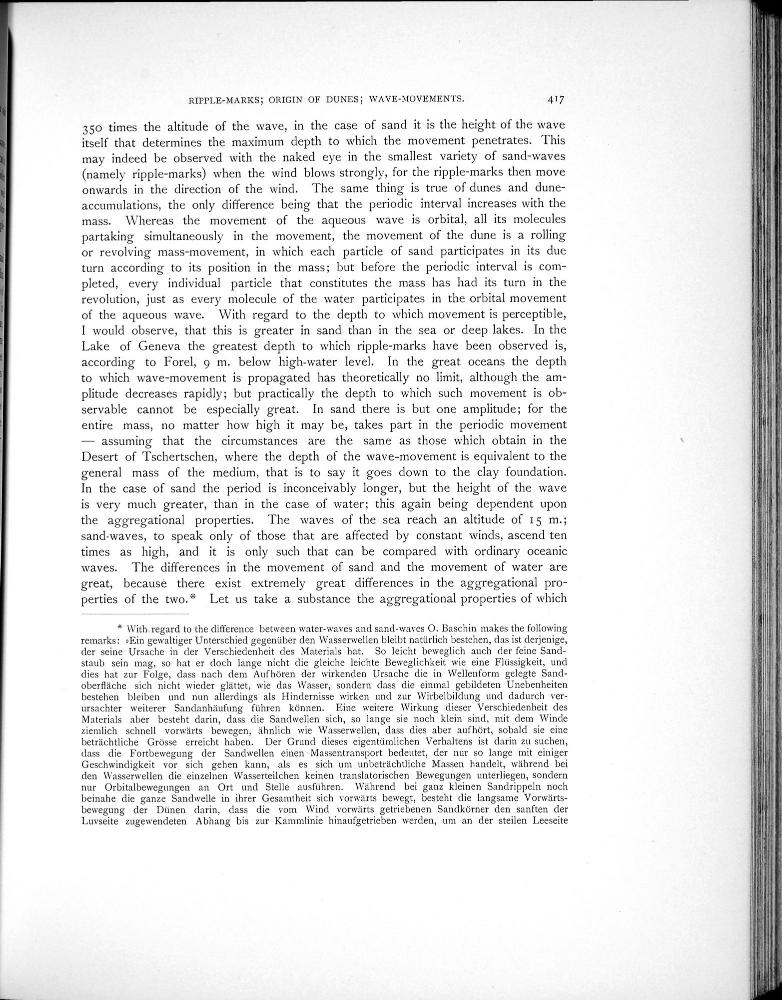 RIPPLE-MARKS; ORIGIN OF DUNES; WAVE-MOVEMENTS. 417
350 times the altitude of the wave, in the case of sand it is the height of the wave
itself that determines the maximum depth to which the movement penetrates. This
may indeed be observed with the naked eye in the smallest variety of sand-waves
(namely ripple-marks) when the wind blows strongly, for the ripple-marks then move
onwards in the direction of the wind. The same thing is true of dunes and dune-
accumulations, the only difference being that the periodic interval increases with the
mass. Whereas the movement of the aqueous wave is orbital, all its molecules
partaking simultaneously in the movement, the movement of the dune is a rolling
or revolving mass-movement, in which each particle of sand participates in its due
turn according to its position in the mass; but before the periodic interval is com-
pleted, every individual particle that constitutes the mass has had its turn in the
revolution, just as every molecule of the water participates in the orbital movement
of the aqueous wave. With regard to the depth to which movement is perceptible,
I would observe, that this is greater in sand than in the sea or deep lakes. In the
Lake of Geneva the greatest depth to which ripple-marks have been observed is,
according to Forel, 9 m. below high-water level. In the great oceans the depth
to which wave-movement is propagated has theoretically no limit, although the am-
plitude decreases rapidly; but practically the depth to which such movement is ob-
servable cannot be especially great. In sand there is but one amplitude; for the
entire mass, no matter how high it may be, takes part in the periodic movement
— assuming that the circumstances are the same as those which obtain in the
Desert of Tschertschen, where the depth of the wave-movement is equivalent to the
general mass of the medium, that is to say it goes down to the clay foundation.
In the case of sand the period is inconceivably longer, but the height of the wave
is very much greater, than in the case of water; this again being dependent upon
the aggregational properties. The waves of the sea reach an altitude of 15 m.;
sand-waves, to speak only of those that are affected by constant winds, ascend ten
times as high, and it is only such that can be compared with ordinary oceanic
waves. The differences in the movement of sand and the movement of water are
great, because there exist extremely great differences in the aggregational pro-
perties of the two.* Let us take a substance the aggregational properties of which
* With regard to the difference between water-waves and sand-waves O. Baschin makes the following
remarks: »Ein gewaltiger Unterschied gegenüber den Wasserwellen bleibt natürlich bestehen, das ist derjenige,
der seine Ursache in der Verschiedenheit des Materials hat. So leicht beweglich auch der feine Sand-
staub sein mag, so hat er doch lange nicht die gleiche leichte Beweglichkeit wie eine Flüssigkeit, und
dies hat zur Folge, dass nach dem Aufhören der wirkenden Ursache die in Wellenform gelegte Sand-
oberfläche sich nicht wieder glättet, wie das Wasser, sondern dass die einmal gebildeten Unebenheiten
bestehen bleiben und nun allerdings als Hindernisse wirken und zur Wirbelbildung und dadurch ver-
ursachter weiterer Sandanhäufung führen können. Eine weitere Wirkung dieser Verschiedenheit des
Materials aber besteht darin, dass die Sandwellen sich, so lange sie noch klein sind, mit dem Winde
ziemlich schnell vorwärts bewegen, ähnlich wie Wasserwellen, dass dies aber aufhört, sobald sie eine
beträchtliche Grösse erreicht haben. Der Grund dieses eigentümlichen Verhaltens ist darin zu suchen,
dass die Fortbewegung der Sandwellen einen Massentransport bedeutet, der nur so lange mit einiger
Geschwindigkeit vor sich gehen kann, als es sich um unbeträchtliche Massen handelt, während bei
den Wasserwellen die einzelnen Wasserteilchen keinen translatorischen Bewegungen unterliegen, sondern
nur Orbitalbewegungen an Ort und Stelle ausführen. Während bei ganz kleinen Sandrippeln noch
beinahe die ganze Sandwelle in ihrer Gesamtheit sich vorwärts bewegt, besteht die langsame Vorwärts-
bewegung der Dünen darin, dass die vom Wind vorwärts getriebenen Sandkörner den sanften der
Luvseite zugewendeten Abhang bis zur Kammlinie hinaufgetrieben werden, um an der steilen Leeseite